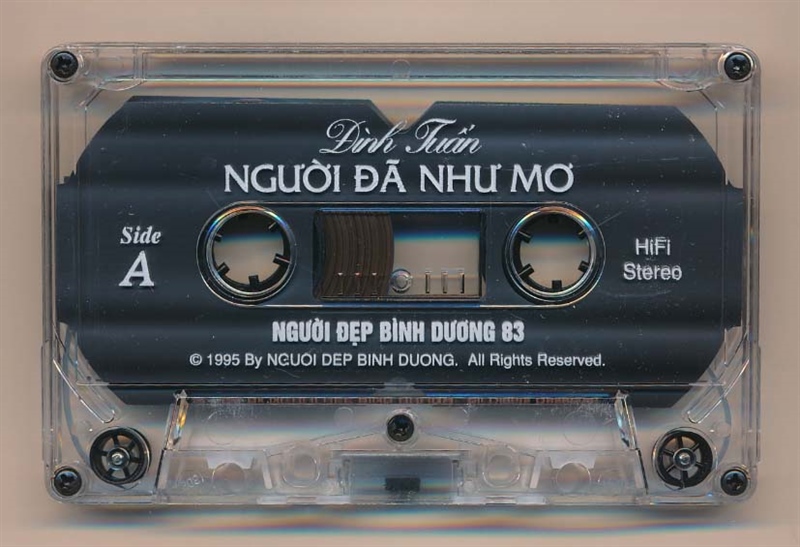 Đình Tuấn
NGƯỜI ĐÃ NHƯ MƠ
Side
A
HiFi
Stereo
NGƯỜI ĐẸP BÌNH DƯƠNG 83
© 1995 By NGUOI DEP BINH DUONG. All Rights Reserved.